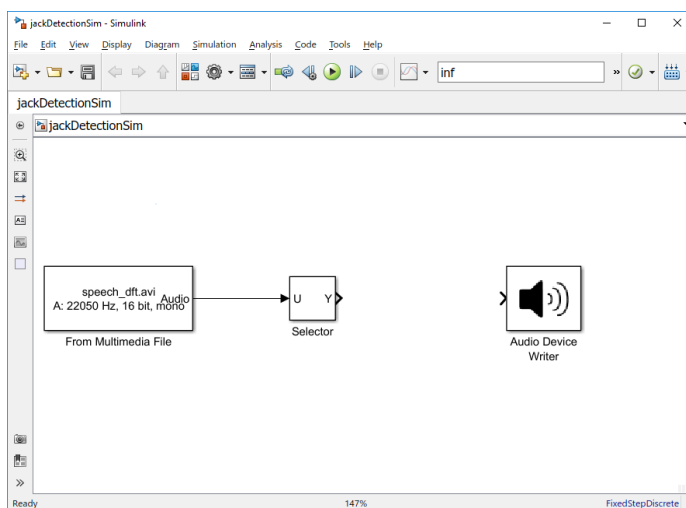 jackDetectionSim - Simulink
File Edit View Display Diagram Simulation Analysis Code Tools Help
inf
»
jackDetectionSim
jackDetectionSim
speech_dft.avi
A: 22050 Hz, 16 bit, mono
Audio
From Multimedia File
U Y
Selector
Audio Device
Writer
»
Ready 147% FixedStepDiscrete